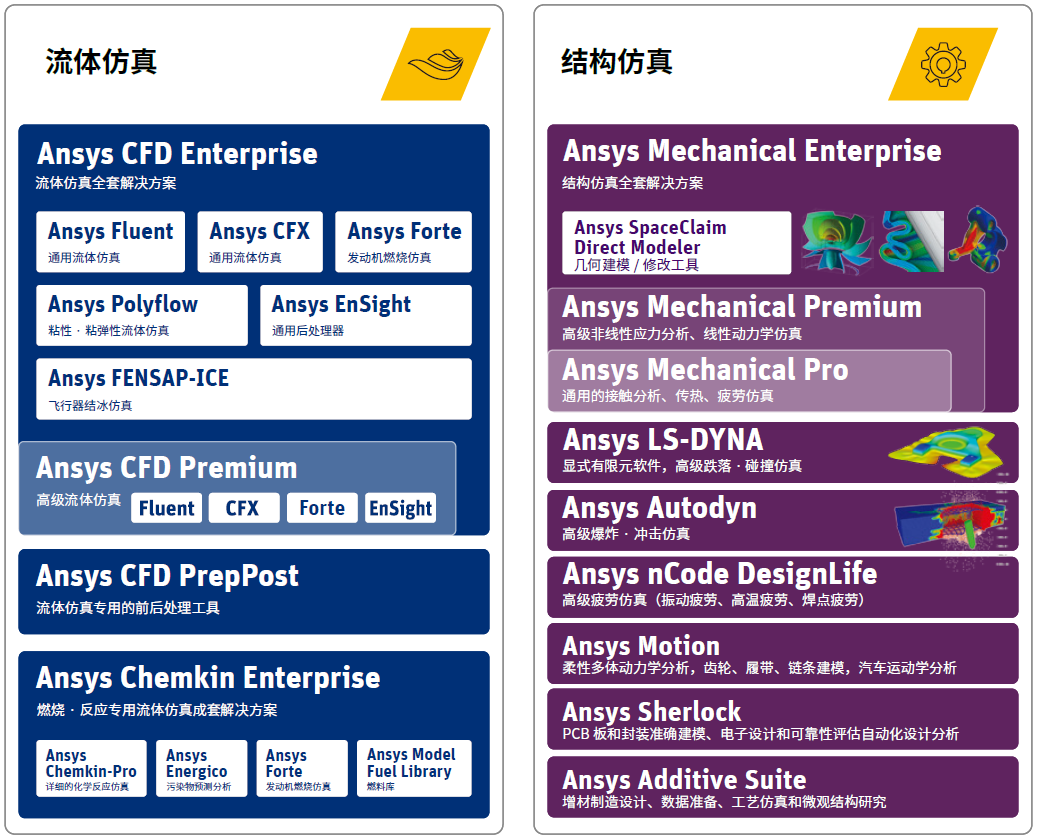 流体仿真
Ansys CFD Enterprise
流体仿真全套解决方案
Ansys Fluent
通用流体仿真
Ansys CFX
通用流体仿真
Ansys Forte
发动机燃烧仿真
Ansys Polyflow
粘性 · 粘弹性流体仿真
Ansys EnSight
通用后处理器
Ansys FENSAP-ICE
飞行器结冰仿真
Ansys CFD Premium
高级流体仿真
Fluent
CFX
Forte
EnSight
Ansys CFD PrepPost
流体仿真专用的前后处理工具
Ansys Chemkin Enterprise
燃烧 · 反应专用流体仿真成套解决方案
Ansys
Chemkin-Pro
详细的化学反应仿真
Ansys
Energico
污染物预测分析
Ansys
Forte
发动机燃烧仿真
Ansys Model
Fuel Library
燃料库
结构仿真
Ansys Mechanical Enterprise
结构仿真全套解决方案
Ansys SpaceClaim
Direct Modeler
几何建模 / 修改工具
Ansys Mechanical Premium
高级非线性应力分析、线性动力学仿真
Ansys Mechanical Pro
通用的接触分析、传热、疲劳仿真
Ansys LS-DYNA
显式有限元软件，高级跌落 · 碰撞仿真
Ansys Autodyn
高级爆炸 · 冲击仿真
Ansys nCode DesignLife
高级疲劳仿真（振动疲劳、高温疲劳、焊点疲劳）
Ansys Motion
柔性多体动力学分析，齿轮、履带、链条建模，汽车运动学分析
Ansys Sherlock
PCB 板和封装准确建模、电子设计和可靠性评估自动化设计分析
Ansys Additive Suite
增材制造设计、数据准备、工艺仿真和微观结构研究